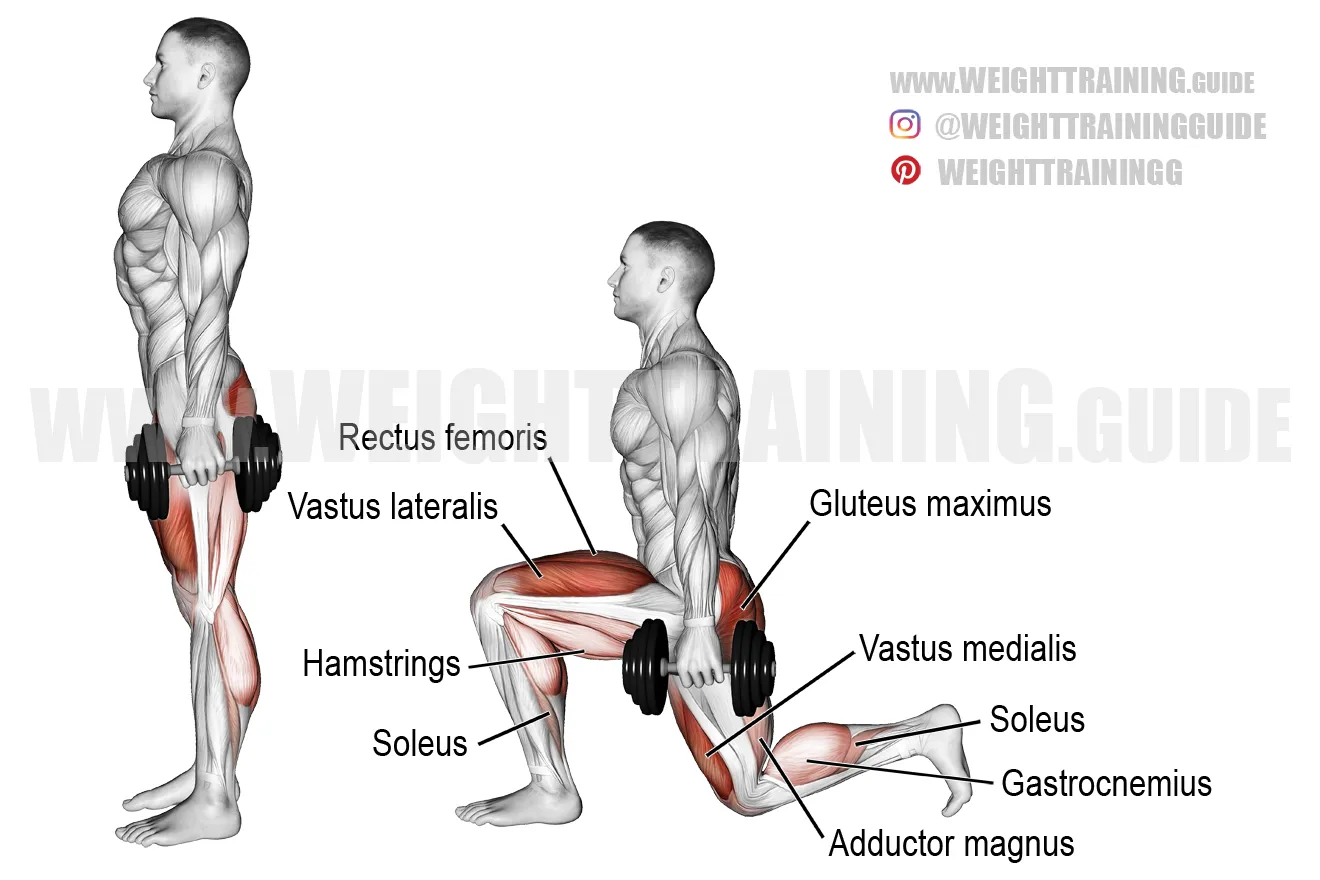 www.WEIGHTTRAINING.GUIDE
@WEIGHTTRAININGGUIDE
WEIGHTTRAININGG
WWW.WEIGHTTRAINING.GUIDE
Rectus femoris
Vastus lateralis
Gluteus maximus
Hamstrings
Vastus medialis
Soleus
Soleus
Gastrocnemius
Adductor magnus